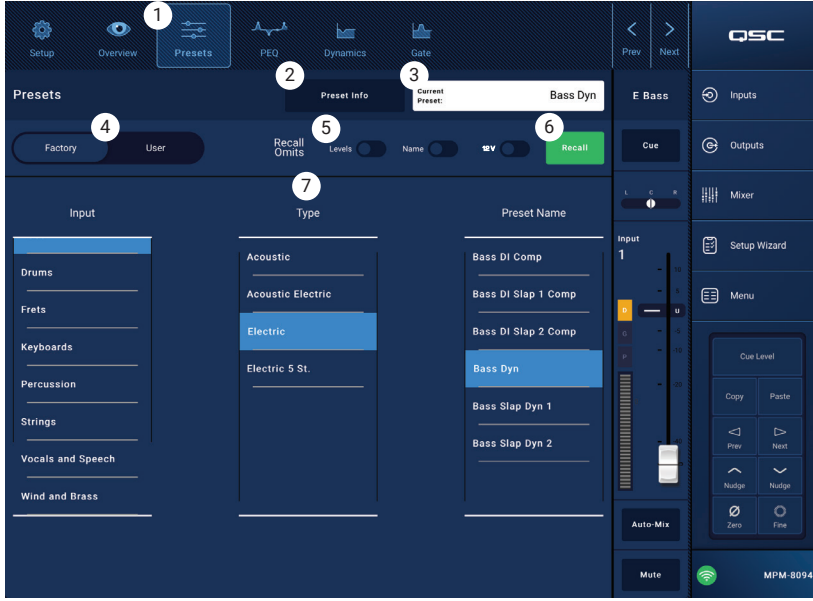 1
Setup
Overview
Presets
PEQ
Dynamics
Gate
Prev
Next
QSC
2
3
Presets
Preset Info
Current
Preset:
Bass Dyn
E Bass
Inputs
4
5
6
Factory
User
Recall
Omits
Levels
Name
12V
Recall
Cue
Outputs
7
Input
Type
Preset Name
L C R
Mixer
Drums
Frets
Keyboards
Percussion
Strings
Vocals and Speech
Wind and Brass
Acoustic
Acoustic Electric
Electric
Electric 5 St.
Bass DI Comp
Bass DI Slap 1 Comp
Bass DI Slap 2 Comp
Bass Dyn
Bass Slap Dyn 1
Bass Slap Dyn 2
Input
1
10
5
D
U
G
-5
P
-10
Auto-Mix
Mute
Setup Wizard
Menu
Cue Level
Copy
Paste
Prev
Next
Nudge
Nudge
Zero
Fine
MPM-8094